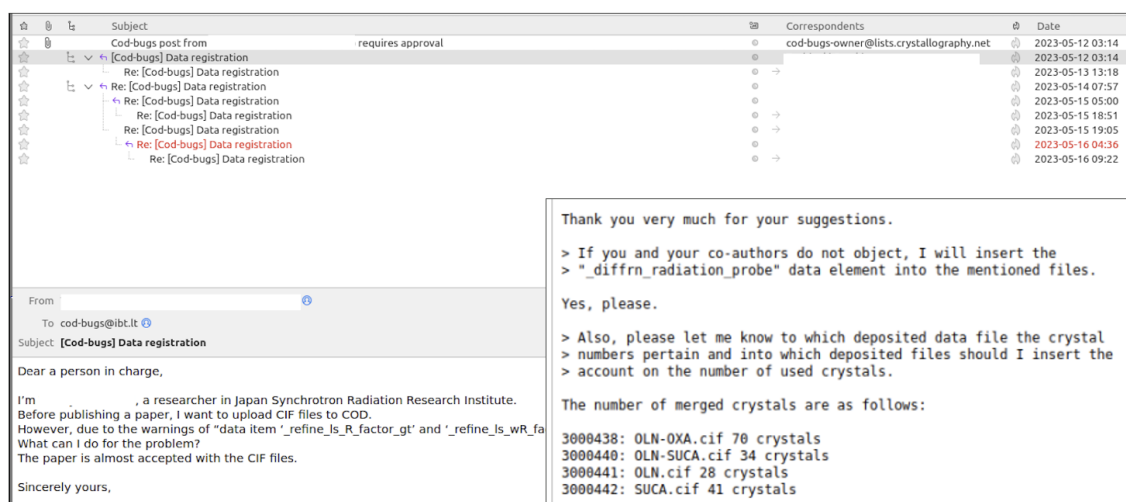 Subject Correspondents Date
Cod-bugs post from requires approval cod-bugs-owner@lists.crystallography.net 2023-05-12 03:14
[Cod-bugs] Data registration 2023-05-12 03:14
Re: [Cod-bugs] Data registration 2023-05-13 13:18
Re: [Cod-bugs] Data registration 2023-05-14 07:57
Re: [Cod-bugs] Data registration 2023-05-15 05:00
Re: [Cod-bugs] Data registration 2023-05-15 18:51
Re: [Cod-bugs] Data registration 2023-05-15 19:05
Re: [Cod-bugs] Data registration 2023-05-16 04:36
Re: [Cod-bugs] Data registration 2023-05-16 09:22
From
To cod-bugs@ibt.lt
Subject [Cod-bugs] Data registration
Dear a person in charge,
I'm , a researcher in Japan Synchrotron Radiation Research Institute.
Before publishing a paper, I want to upload CIF files to COD.
However, due to the warnings of “data item ‘_refine_ls_R_factor_gt’ and ‘_refine_ls_wR_fa
What can I do for the problem?
The paper is almost accepted with the CIF files.
Sincerely yours,
Thank you very much for your suggestions.
> If you and your co-authors do not object, I will insert the
> "_diffrn_radiation_probe" data element into the mentioned files.
Yes, please.
> Also, please let me know to which deposited data file the crystal
> numbers pertain and into which deposited files should I insert the
> account on the number of used crystals.
The number of merged crystals are as follows:
3000438: OLN-OXA.cif 70 crystals
3000440: OLN-SUCA.cif 34 crystals
3000441: OLN.cif 28 crystals
3000442: SUCA.cif 41 crystals